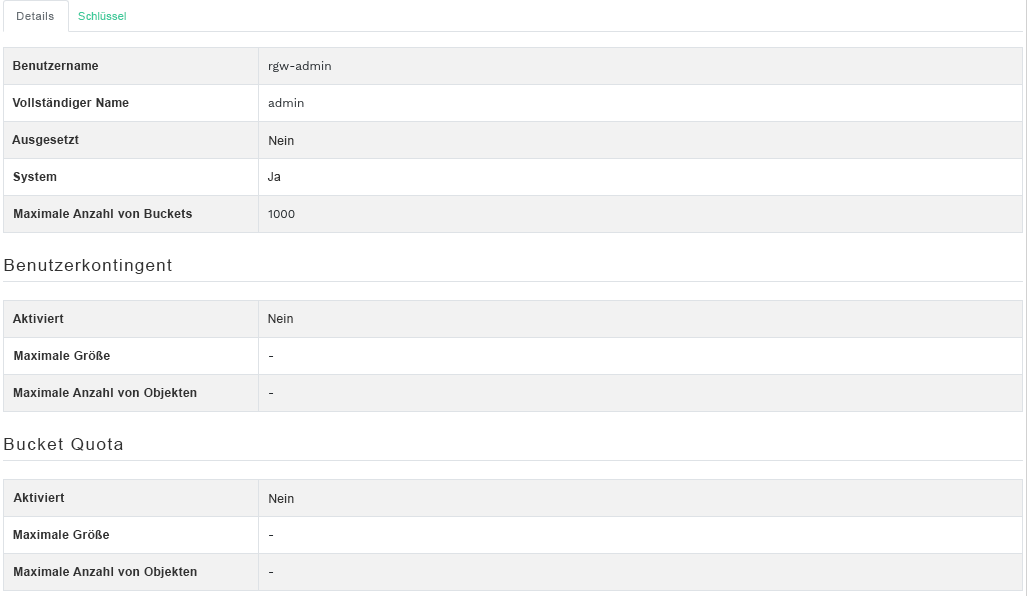 Details Schlüssel
Benutzername rgw-admin
Vollständiger Name admin
Ausgesetzt Nein
System Ja
Maximale Anzahl von Buckets 1000
Benutzerkontingent
Aktiviert Nein
Maximale Größe -
Maximale Anzahl von Objekten -
Bucket Quota
Aktiviert Nein
Maximale Größe -
Maximale Anzahl von Objekten -